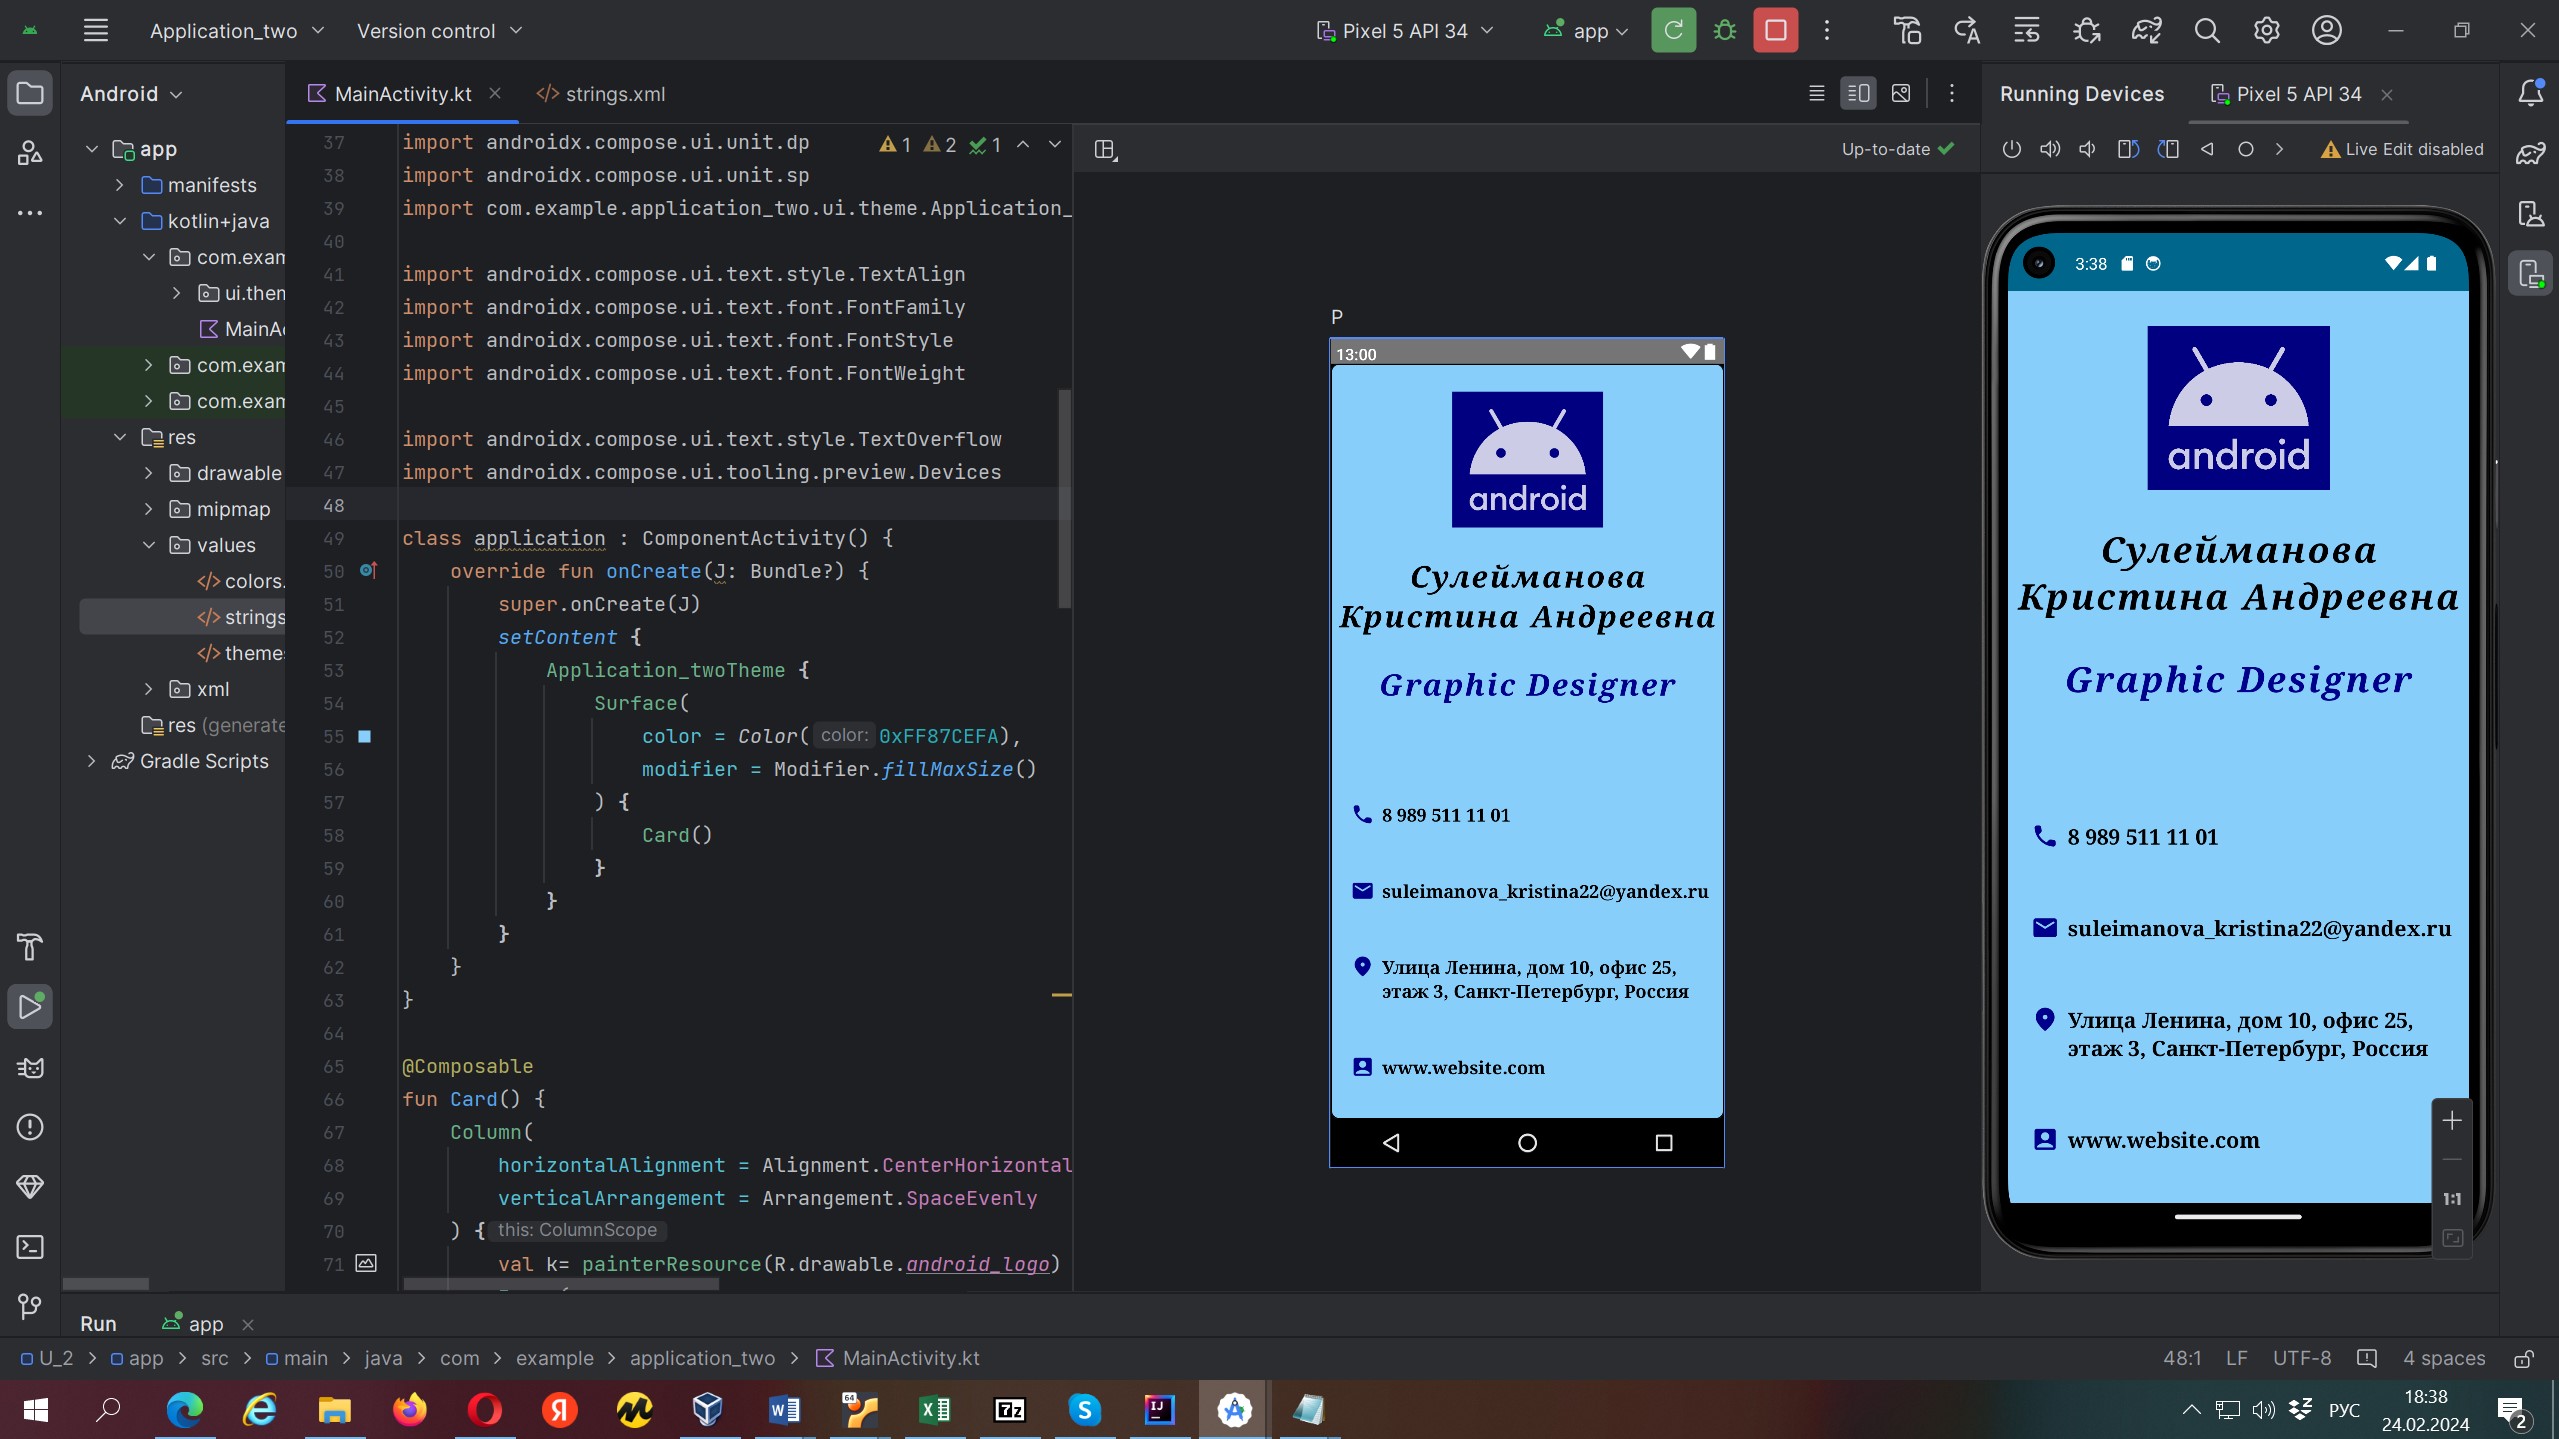 Application_two
Version control
Pixel 5 API 34
app
Android
MainActivity.kt
strings.xml
Running Devices
Pixel 5 API 34
app
manifests
kotlin+java
com.exam
ui.them
MainAc
com.exam
com.exam
res
drawable
mipmap
values
colors.
strings
themes
xml
res (generate
Gradle Scripts
1 2 1
37 import androidx.compose.ui.unit.dp
38 import androidx.compose.ui.unit.sp
39 import com.example.application_two.ui.theme.Application_
40
41 import androidx.compose.ui.text.style.TextAlign
42 import androidx.compose.ui.text.font.FontFamily
43 import androidx.compose.ui.text.font.FontStyle
44 import androidx.compose.ui.text.font.FontWeight
45
46 import androidx.compose.ui.text.style.TextOverflow
47 import androidx.compose.ui.tooling.preview.Devices
48
49 class application : ComponentActivity() {
50 override fun onCreate(J: Bundle?) {
51 super.onCreate(J)
52 setContent {
53 Application_twoTheme {
54 Surface(
55 color = Color( color: 0xFF87CEFA),
56 modifier = Modifier.fillMaxSize()
57 ) {
58 Card()
59 }
60 }
61 }
62 }
63 }
64
65 @Composable
66 fun Card() {
67 Column(
68 horizontalAlignment = Alignment.CenterHorizontal
69 verticalArrangement = Arrangement.SpaceEvenly
70 ) { this: ColumnScope
71 val k= painterResource(R.drawable.android_logo)
Up-to-date
P
13:00
android
Сулейманова
Кристина Андреевна
Graphic Designer
8 989 511 11 01
suleimanova_kristina22@yandex.ru
Улица Ленина, дом 10, офис 25,
этаж 3, Санкт-Петербург, Россия
www.website.com
Live Edit disabled
3:38
android
Сулейманова
Кристина Андреевна
Graphic Designer
8 989 511 11 01
suleimanova_kristina22@yandex.ru
Улица Ленина, дом 10, офис 25,
этаж 3, Санкт-Петербург, Россия
www.website.com
1:1
Run
app
U_2 > app > src > main > java > com > example > application_two > MainActivity.kt
48:1 LF UTF-8 4 spaces
РУС
18:38
24.02.2024
2